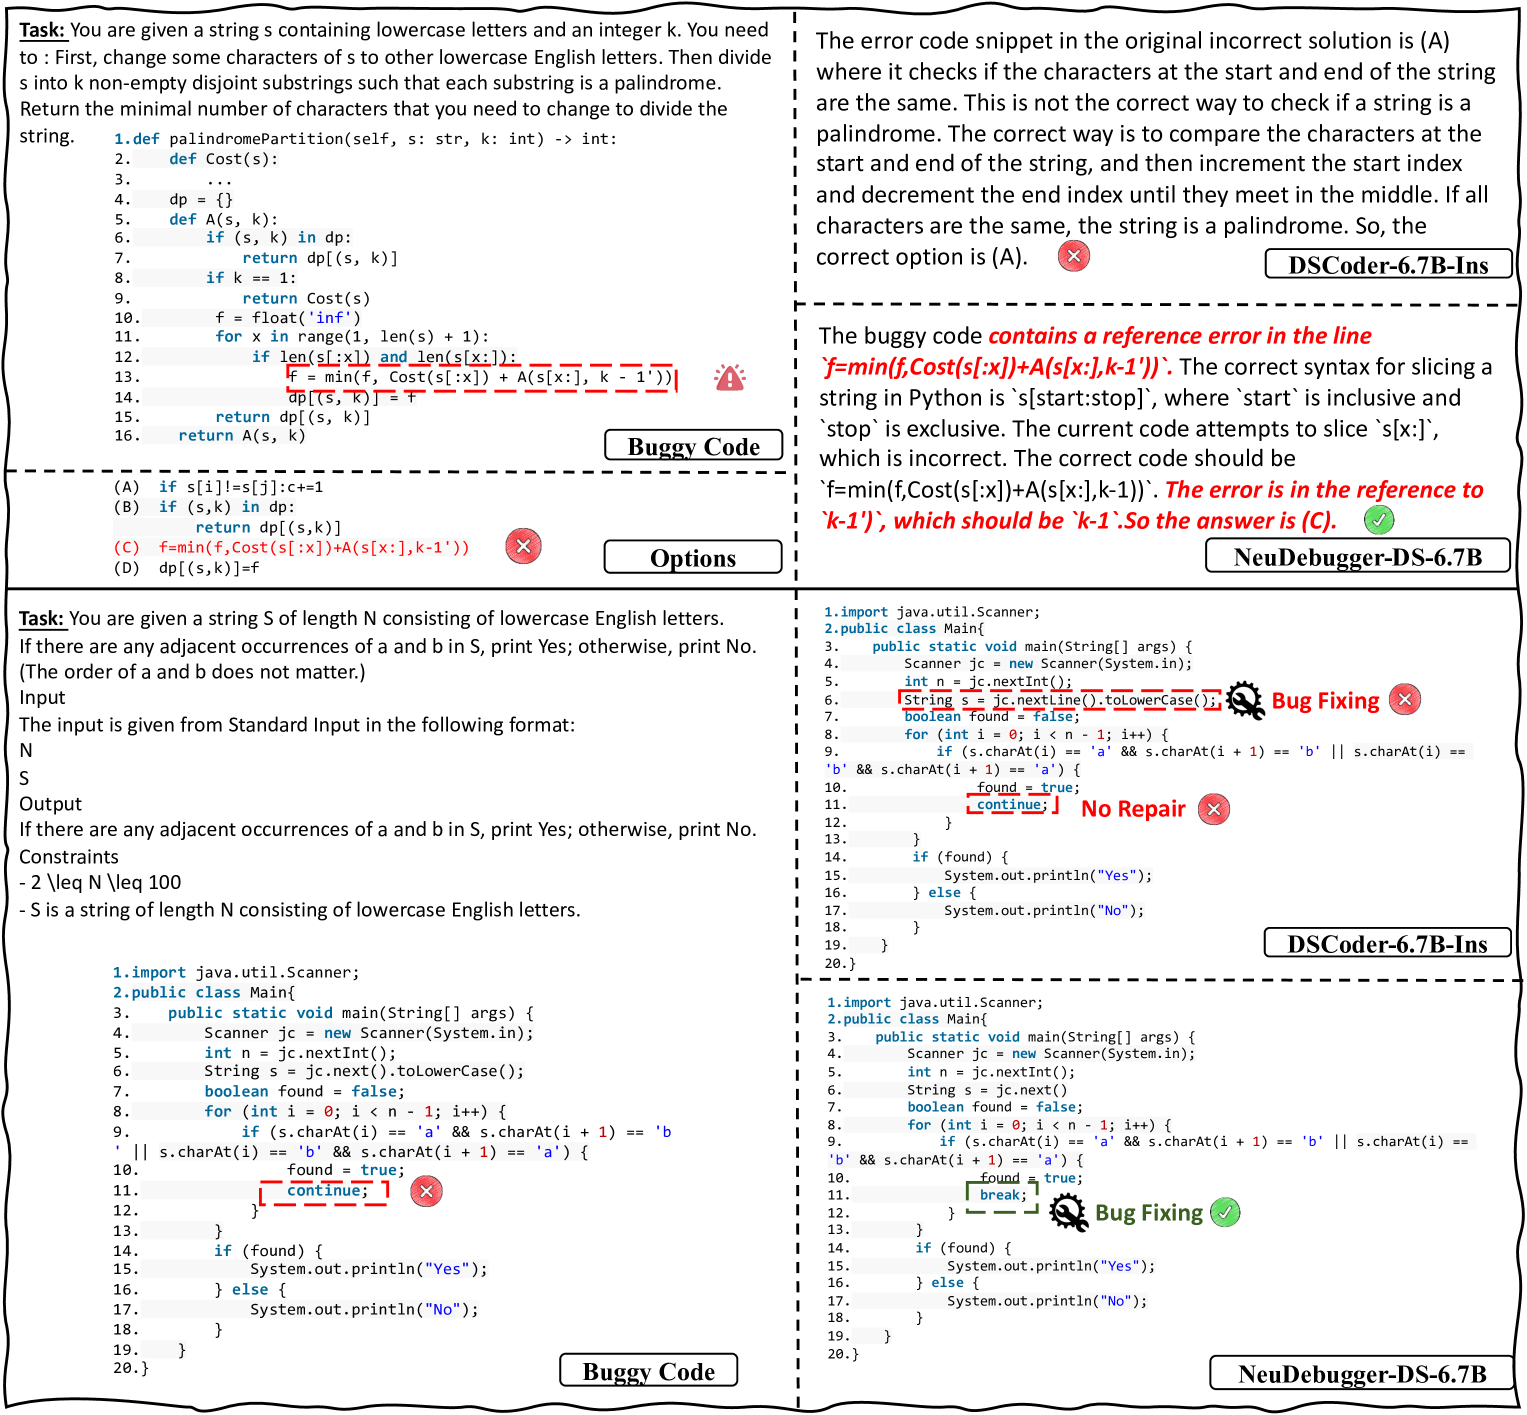 Task: You are given a string s containing lowercase letters and an integer k. You need
to : First, change some characters of s to other lowercase English letters. Then divide
s into k non-empty disjoint substrings such that each substring is a palindrome.
Return the minimal number of characters that you need to change to divide the
string.
1.def palindromePartition(self, s: str, k: int) -> int:
2.    def Cost(s):
3.        ...
4.    dp = {}
5.    def A(s, k):
6.        if (s, k) in dp:
7.            return dp[(s, k)]
8.        if k == 1:
9.            return Cost(s)
10.        f = float('inf')
11.        for x in range(1, len(s) + 1):
12.            if len(s[:x]) and len(s[x:]):
13.                f = min(f, Cost(s[:x]) + A(s[x:], k - 1'))
14.                dp[(s, k)] = f
15.        return dp[(s, k)]
16.    return A(s, k)
Buggy Code
(A)  if s[i]!=s[j]:c+=1
(B)  if (s,k) in dp:
         return dp[(s,k)]
(C)  f=min(f,Cost(s[:x])+A(s[x:],k-1'))
(D)  dp[(s,k)]=f
Options
The error code snippet in the original incorrect solution is (A)
where it checks if the characters at the start and end of the string
are the same. This is not the correct way to check if a string is a
palindrome. The correct way is to compare the characters at the
start and end of the string, and then increment the start index
and decrement the end index until they meet in the middle. If all
characters are the same, the string is a palindrome. So, the
correct option is (A).
DSCoder-6.7B-Ins
The buggy code contains a reference error in the line
`f=min(f,Cost(s[:x])+A(s[x:],k-1'))`. The correct syntax for slicing a
string in Python is `s[start:stop]`, where `start` is inclusive and
`stop` is exclusive. The current code attempts to slice `s[x:]`,
which is incorrect. The correct code should be
`f=min(f,Cost(s[:x])+A(s[x:],k-1))`. The error is in the reference to
`k-1')`, which should be `k-1`.So the answer is (C).
NeuDebugger-DS-6.7B
Task: You are given a string S of length N consisting of lowercase English letters.
If there are any adjacent occurrences of a and b in S, print Yes; otherwise, print No.
(The order of a and b does not matter.)
Input
The input is given from Standard Input in the following format:
N
S
Output
If there are any adjacent occurrences of a and b in S, print Yes; otherwise, print No.
Constraints
- 2 \leq N \leq 100
- S is a string of length N consisting of lowercase English letters.
1.import java.util.Scanner;
2.public class Main{
3.    public static void main(String[] args) {
4.        Scanner jc = new Scanner(System.in);
5.        int n = jc.nextInt();
6.        String s = jc.next().toLowerCase();
7.        boolean found = false;
8.        for (int i = 0; i < n - 1; i++) {
9.            if (s.charAt(i) == 'a' && s.charAt(i + 1) == 'b
' || s.charAt(i) == 'b' && s.charAt(i + 1) == 'a') {
10.                found = true;
11.                continue;
12.            }
13.        }
14.        if (found) {
15.            System.out.println("Yes");
16.        } else {
17.            System.out.println("No");
18.        }
19.    }
20.}
Buggy Code
1.import java.util.Scanner;
2.public class Main{
3.    public static void main(String[] args) {
4.        Scanner jc = new Scanner(System.in);
5.        int n = jc.nextInt();
6.        String s = jc.nextLine().toLowerCase(); Bug Fixing
7.        boolean found = false;
8.        for (int i = 0; i < n - 1; i++) {
9.            if (s.charAt(i) == 'a' && s.charAt(i + 1) == 'b' || s.charAt(i) ==
'b' && s.charAt(i + 1) == 'a') {
10.                found = true;
11.                continue; No Repair
12.            }
13.        }
14.        if (found) {
15.            System.out.println("Yes");
16.        } else {
17.            System.out.println("No");
18.        }
19.    }
20.}
DSCoder-6.7B-Ins
1.import java.util.Scanner;
2.public class Main{
3.    public static void main(String[] args) {
4.        Scanner jc = new Scanner(System.in);
5.        int n = jc.nextInt();
6.        String s = jc.next()
7.        boolean found = false;
8.        for (int i = 0; i < n - 1; i++) {
9.            if (s.charAt(i) == 'a' && s.charAt(i + 1) == 'b' || s.charAt(i) ==
'b' && s.charAt(i + 1) == 'a') {
10.                found = true;
11.                break;
12.            } Bug Fixing
13.        }
14.        if (found) {
15.            System.out.println("Yes");
16.        } else {
17.            System.out.println("No");
18.        }
19.    }
20.}
NeuDebugger-DS-6.7B